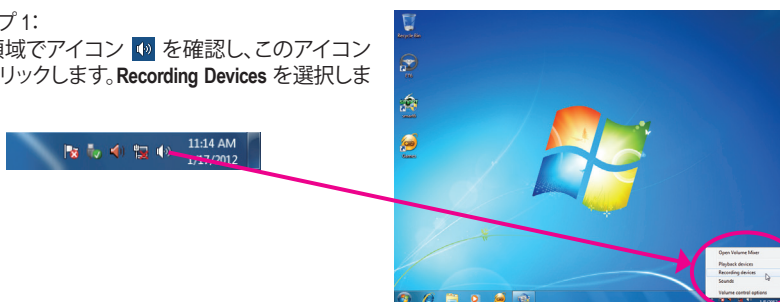 プ 1:
領域でアイコン を確認し、このアイコン
リックします。Recording Devices を選択しま
11:14 AM
1/17/2012
Recycle Bin
Open Volume Mixer
Playback devices
Recording devices
Sounds
Volume control options